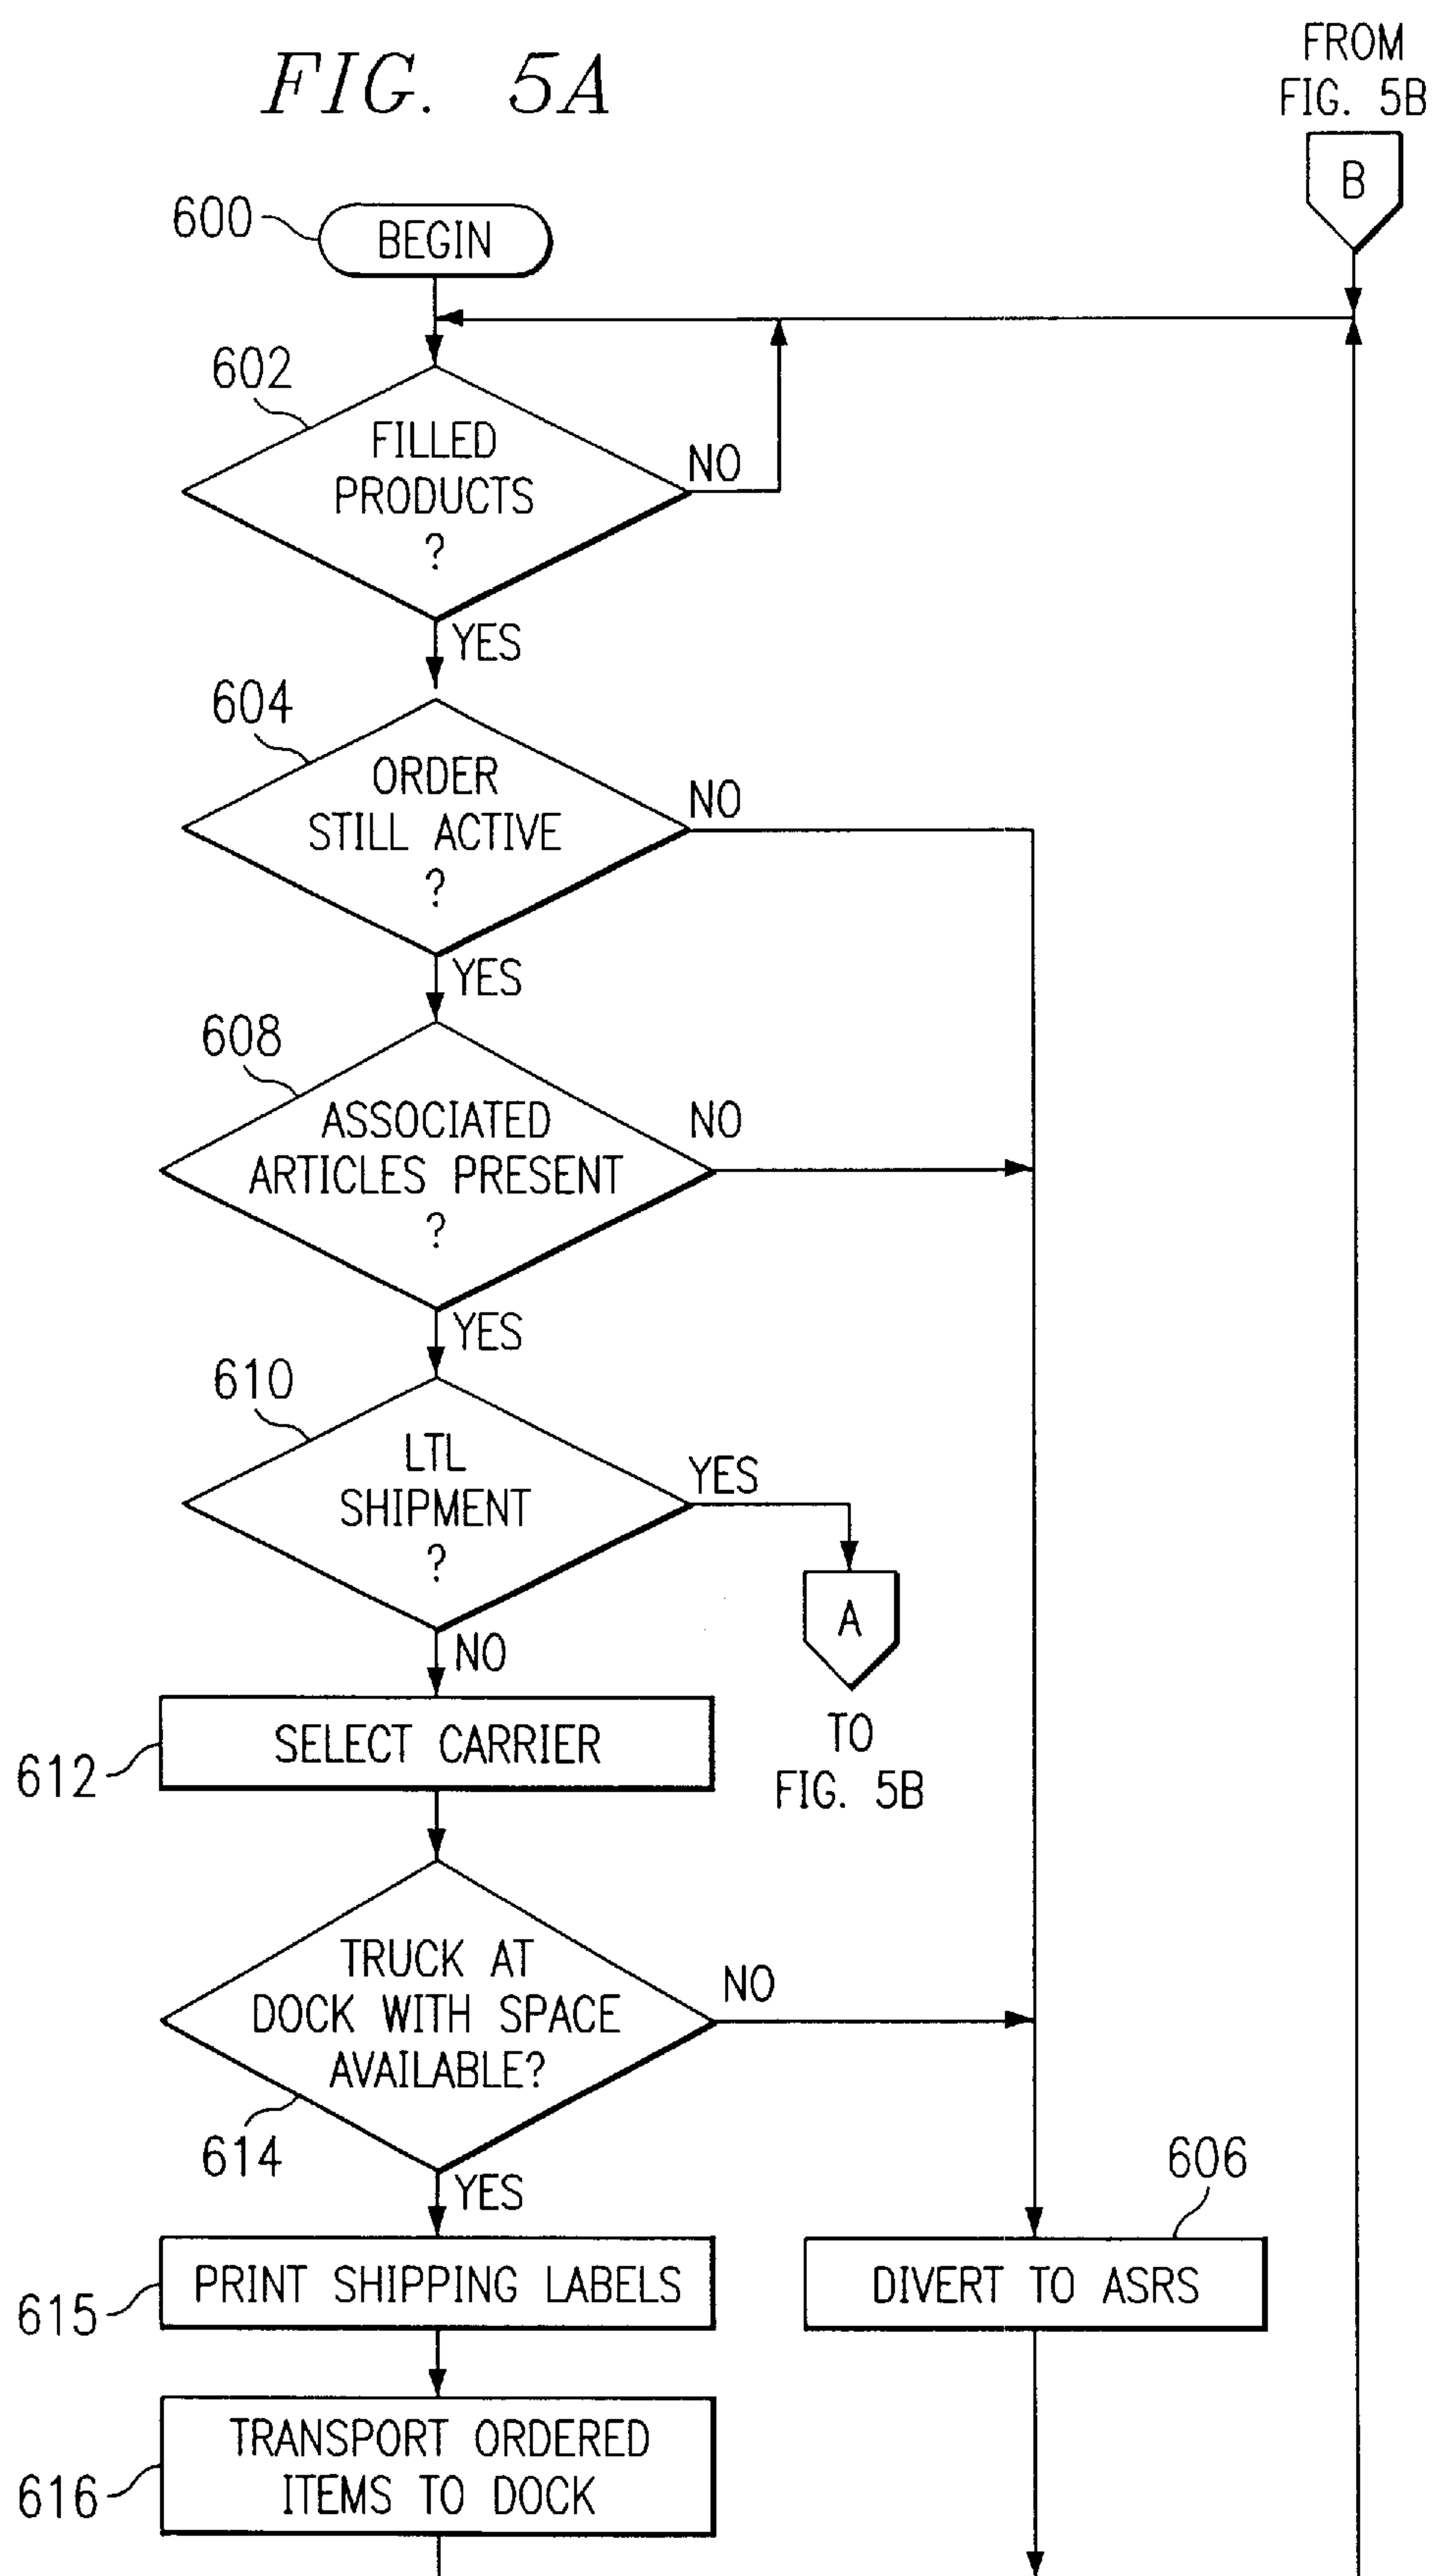 FIG. 5A
FROM
FIG. 5B
B
600
BEGIN
602
FILLED
PRODUCTS
?
NO
YES
604
ORDER
STILL ACTIVE
?
NO
YES
608
ASSOCIATED
ARTICLES PRESENT
?
NO
YES
610
LTL
SHIPMENT
?
YES
A
TO
FIG. 5B
NO
612
SELECT CARRIER
TRUCK AT
DOCK WITH SPACE
AVAILABLE?
NO
614
YES
606
615
PRINT SHIPPING LABELS
DIVERT TO ASRS
616
TRANSPORT ORDERED
ITEMS TO DOCK